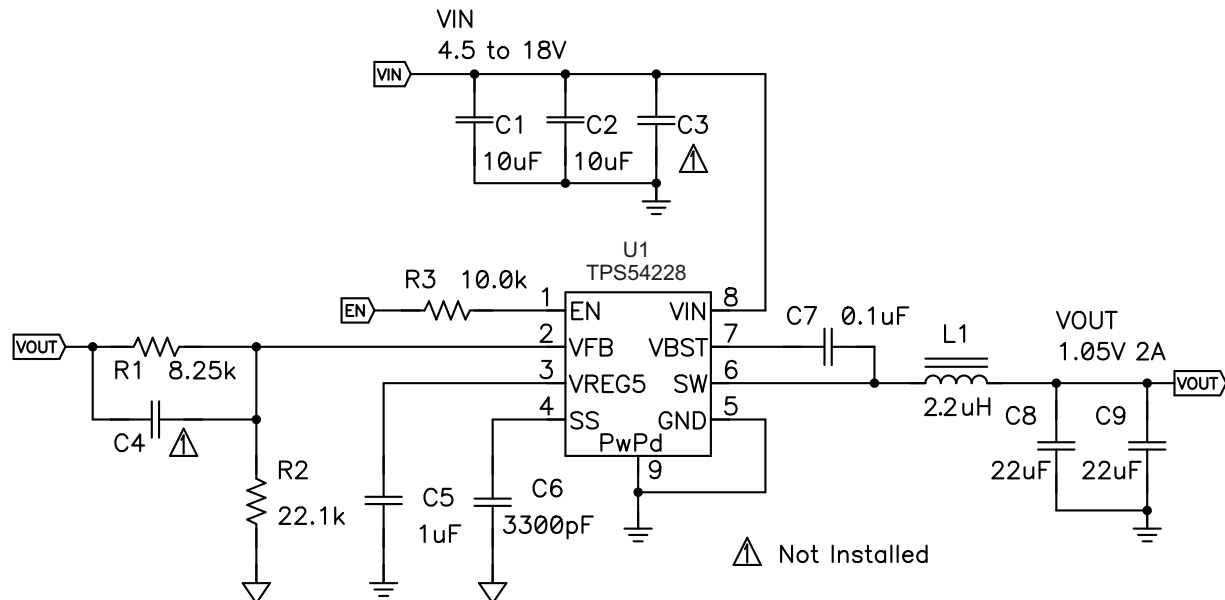 VIN
4.5 to 18V
VIN
C1
C2
C3
10uF
10uF
1
U1
TPS54228
R3 10.0k
EN
1
EN
VIN
8
C7 0.1uF
VOUT
R1 8.25k
2
VFB
VBST
7
L1
VOUT
1.05V 2A
3
VREG5
SW
6
2.2uH
VOUT
C4
1
4
SS
GND
5
C8
C9
PwPd
9
22uF
22uF
R2
22.1k
C5
1uF
C6
3300pF
1 Not Installed